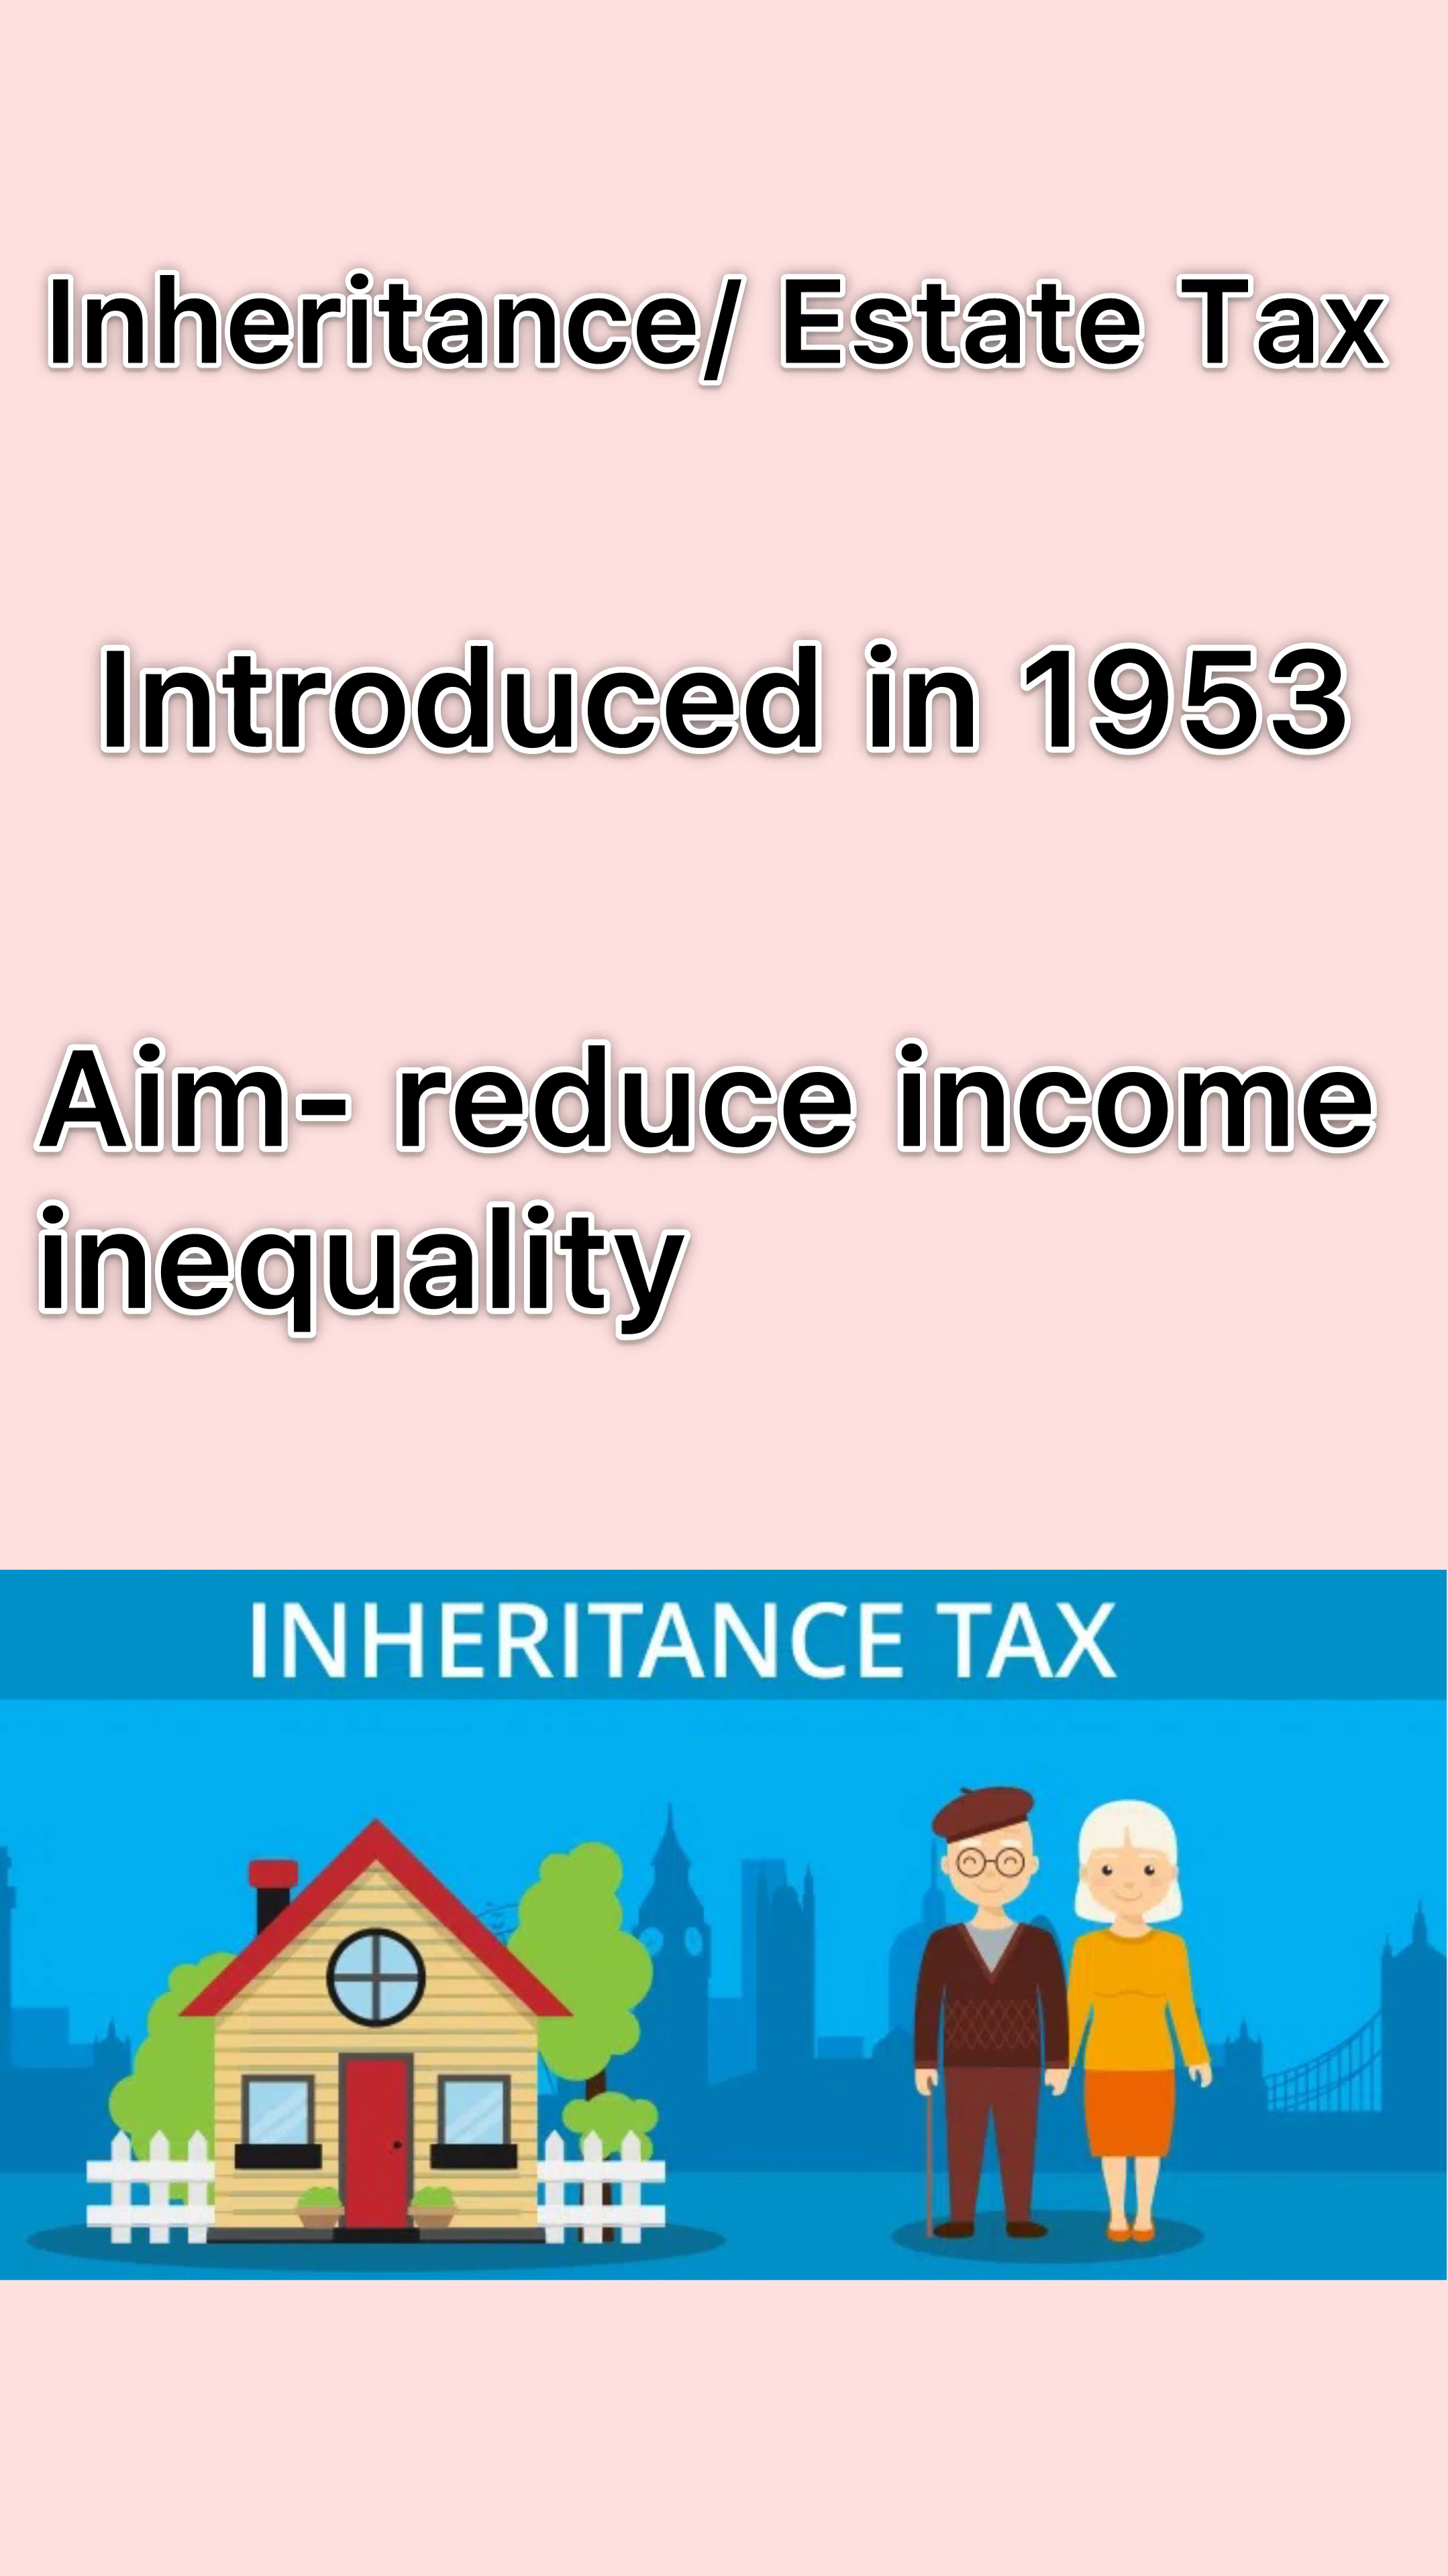 Inheritance/ Estate Tax
Introduced in 1953
Aim- reduce income
inequality
INHERITANCE TAX